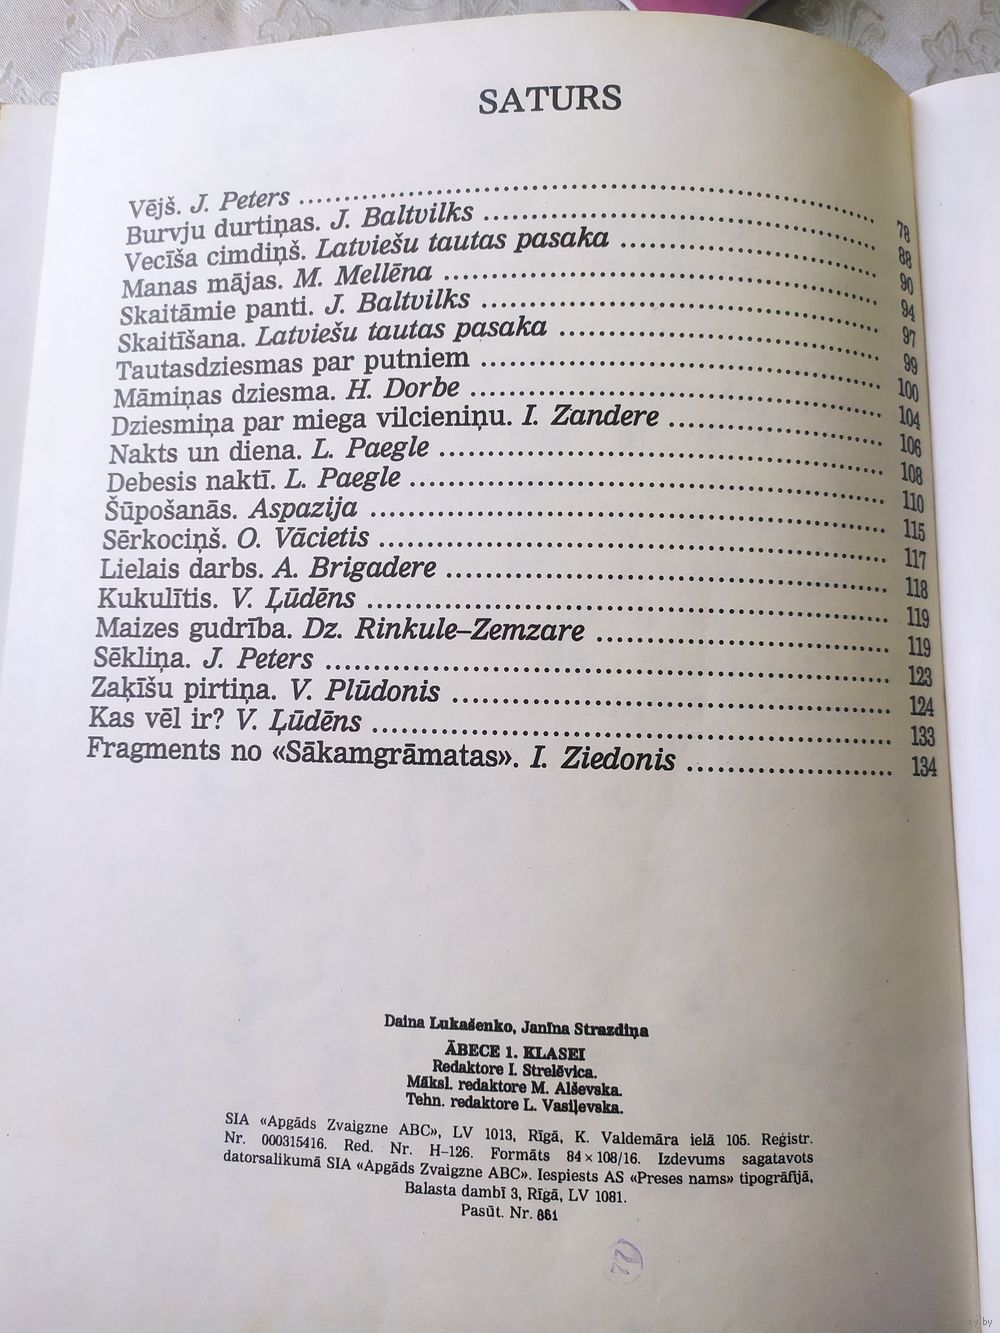 SATURS
Vējš. J. Peters ........ 78
Burvju durtiņas. J. Baltvilks ........ 88
Vecīša cimdiņš. Latviešu tautas pasaka ........ 90
Manas mājas. M. Mellēna ........ 94
Skaitāmie panti. J. Baltvilks ........ 97
Skaitīšana. Latviešu tautas pasaka ........ 99
Tautasdziesmas par putniem ........ 100
Māmiņas dziesma. H. Dorbe ........ 104
Dziesmiņa par miega vilcieniņu. I. Zandere ........ 106
Nakts un diena. L. Paegle ........ 108
Debesis naktī. L. Paegle ........ 110
Šūpošanās. Aspazija ........ 115
Sērkociņš. O. Vācietis ........ 117
Lielais darbs. A. Brigadere ........ 118
Kukulītis. V. Ļūdēns ........ 119
Maizes gudrība. Dz. Rinkule–Zemzare ........ 119
Sēkliņa. J. Peters ........ 123
Zaķīšu pirtiņa. V. Plūdonis ........ 124
Kas vēl ir? V. Ļūdēns ........ 133
Fragments no «Sākamgrāmatas». I. Ziedonis ........ 134
Daina Lukašenko, Janīna Strazdiņa
ĀBECE 1. KLASEI
Redaktore I. Strelēvica.
Māksl. redaktore M. Alševska.
Tehn. redaktore L. Vasiļevska.
SIA «Apgāds Zvaigzne ABC», LV 1013, Rīgā, K. Valdemāra ielā 105. Reģistr.
Nr. 000315416. Red. Nr. H–126. Formāts 84×108/16. Izdevums sagatavots
datorsalikumā SIA «Apgāds Zvaigzne ABC». Iespiests AS «Preses nams» tipogrāfijā,
Balasta dambī 3, Rīgā, LV 1081.
Pasūt. Nr. 861